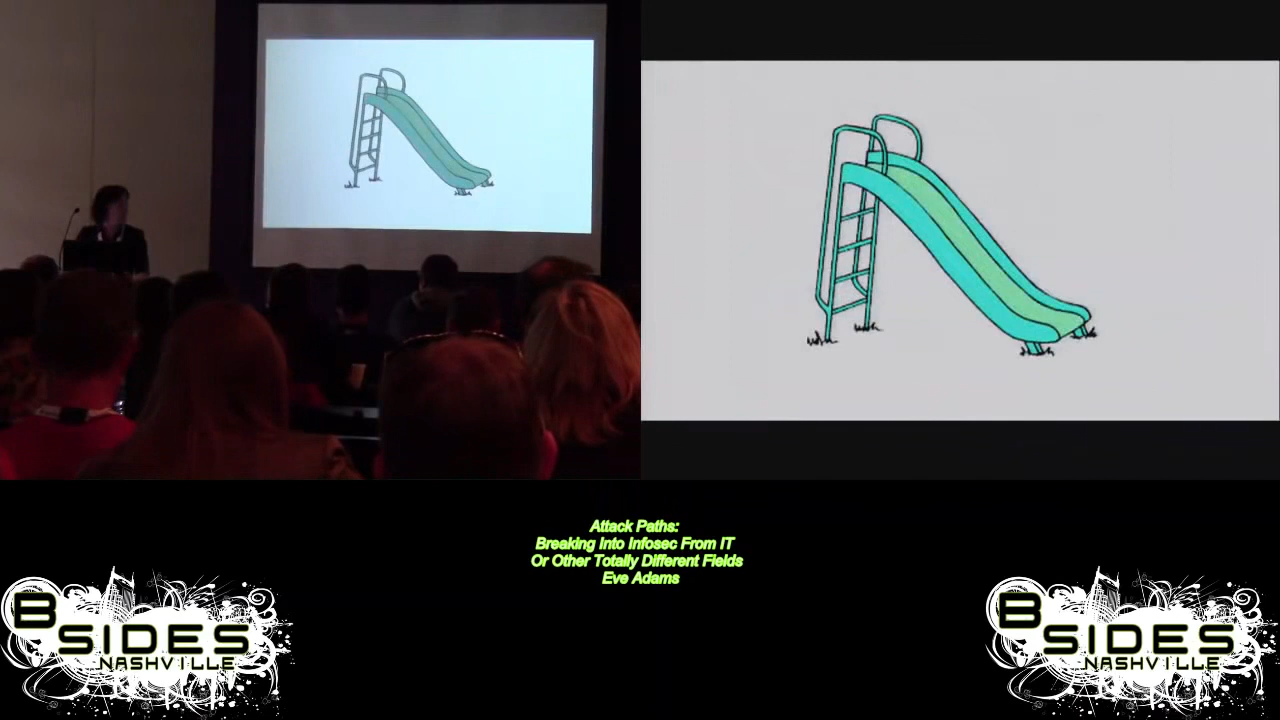 Attack Paths:
Breaking Into Infosec From IT
Or Other Totally Different Fields
Eve Adams
B
SIDES
NASHVILLE
B
SIDES
NASHVILLE